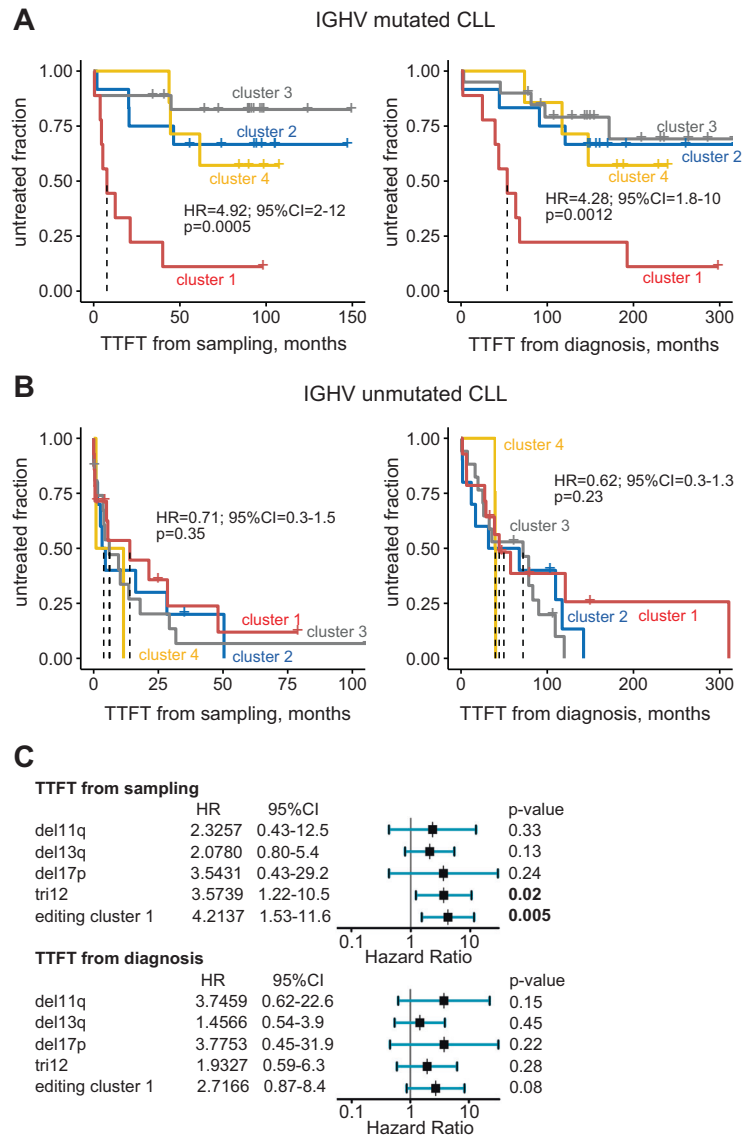 A
IGHV mutated CLL
1.00
0.75
0.50
0.25
0.00
untreated fraction
cluster 3
cluster 2
cluster 4
HR=4.92; 95%CI=2-12
p=0.0005
cluster 1
0 50 100 150
TTFT from sampling, months
1.00
0.75
0.50
0.25
0.00
untreated fraction
cluster 3
cluster 2
cluster 4
HR=4.28; 95%CI=1.8-10
p=0.0012
cluster 1
0 100 200 300
TTFT from diagnosis, months
B
IGHV unmutated CLL
1.00
0.75
0.50
0.25
0.00
untreated fraction
HR=0.71; 95%CI=0.3-1.5
p=0.35
cluster 1
cluster 3
cluster 4
cluster 2
0 25 50 75 100
TTFT from sampling, months
1.00
0.75
0.50
0.25
0.00
untreated fraction
cluster 4
HR=0.62; 95%CI=0.3-1.3
p=0.23
cluster 3
cluster 2
cluster 1
0 100 200 300
TTFT from diagnosis, months
C
TTFT from sampling
HR 95%CI p-value
del11q 2.3257 0.43-12.5 0.33
del13q 2.0780 0.80-5.4 0.13
del17p 3.5431 0.43-29.2 0.24
tri12 3.5739 1.22-10.5 0.02
editing cluster 1 4.2137 1.53-11.6 0.005
0.1 1 10
Hazard Ratio
TTFT from diagnosis
HR 95%CI p-value
del11q 3.7459 0.62-22.6 0.15
del13q 1.4566 0.54-3.9 0.45
del17p 3.7753 0.45-31.9 0.22
tri12 1.9327 0.59-6.3 0.28
editing cluster 1 2.7166 0.87-8.4 0.08
0.1 1 10
Hazard Ratio